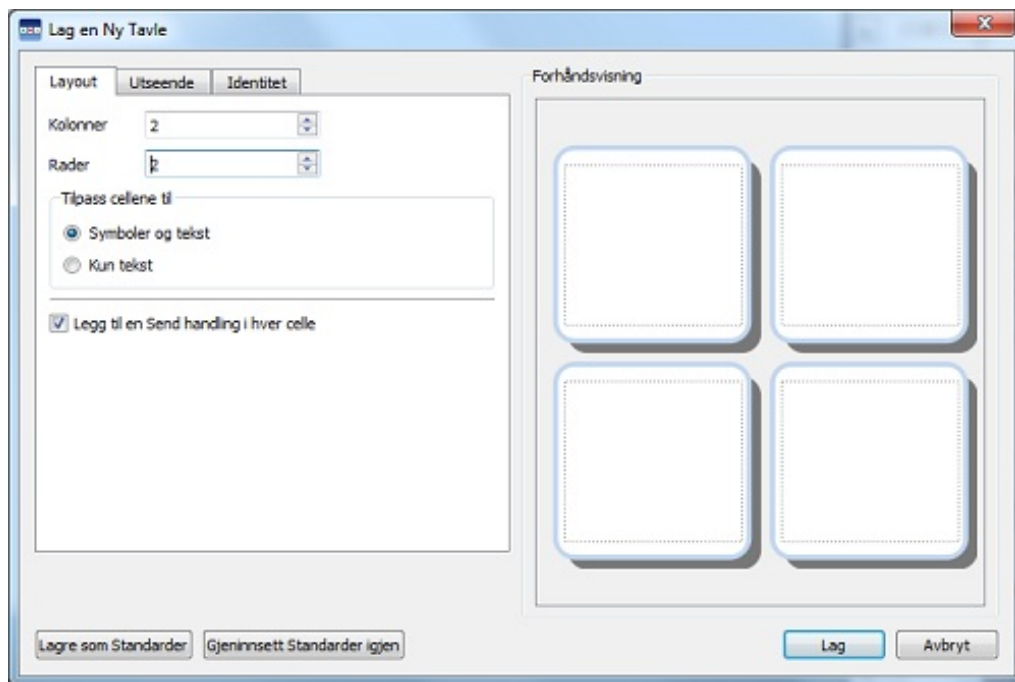 Lag en Ny Tavle
Layout Utseende Identitet
Kolonner 2
Rader 2
Tilpass cellene til
Symboler og tekst
Kun tekst
Legg til en Send handling i hver celle
Forhåndsvisning
Lagre som Standarder Gjeninnsett Standarder igjen Lag Avbryt